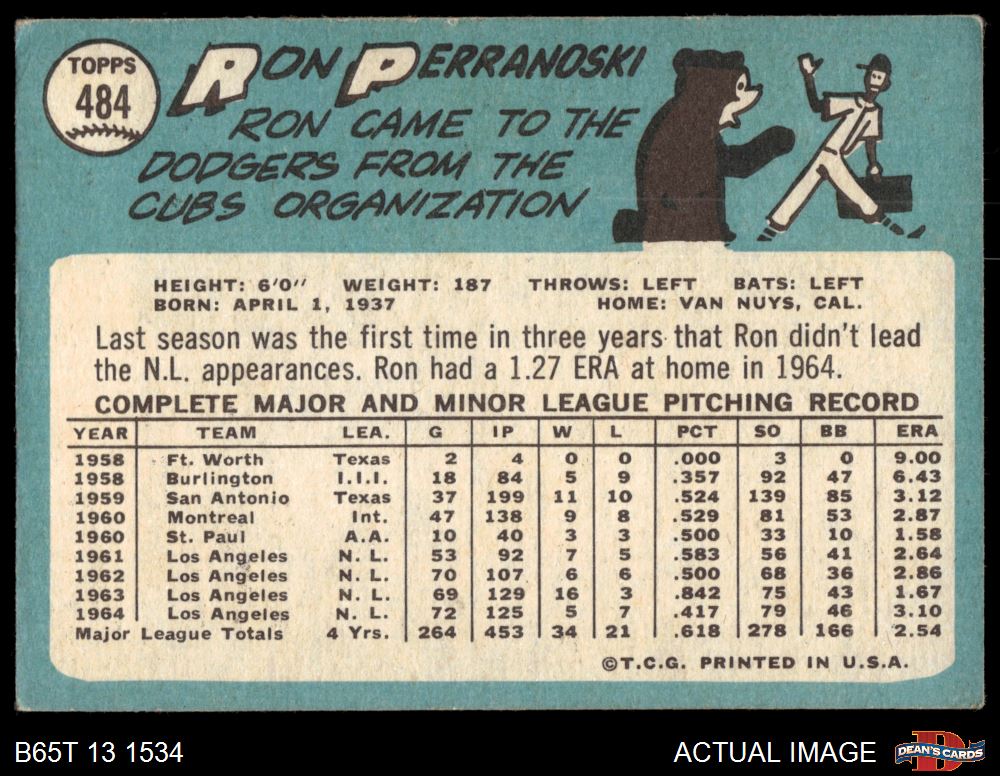 TOPPS
484
RON PERRANOSKI
RON CAME TO THE
DODGERS FROM THE
CUBS ORGANIZATION
HEIGHT: 6'0" WEIGHT: 187 THROWS: LEFT BATS: LEFT
BORN: APRIL 1, 1937 HOME: VAN NUYS, CAL.
Last season was the first time in three years that Ron didn't lead
the N.L. appearances. Ron had a 1.27 ERA at home in 1964.
COMPLETE MAJOR AND MINOR LEAGUE PITCHING RECORD
YEAR TEAM LEA. G IP W L PCT SO BB ERA
1958 Ft. Worth Texas 2 4 0 0 .000 3 0 9.00
1958 Burlington I.I.I. 18 84 5 9 .357 92 47 6.43
1959 San Antonio Texas 37 199 11 10 .524 139 85 3.12
1960 Montreal Int. 47 138 9 8 .529 81 53 2.87
1960 St. Paul A.A. 10 40 3 3 .500 33 10 1.58
1961 Los Angeles N. L. 53 92 7 5 .583 56 41 2.64
1962 Los Angeles N. L. 70 107 6 6 .500 68 36 2.86
1963 Los Angeles N. L. 69 129 16 3 .842 75 43 1.67
1964 Los Angeles N. L. 72 125 5 7 .417 79 46 3.10
Major League Totals 4 Yrs. 264 453 34 21 .618 278 166 2.54
©T.C.G. PRINTED IN U.S.A.
B65T 13 1534 ACTUAL IMAGE DEAN'S CARDS